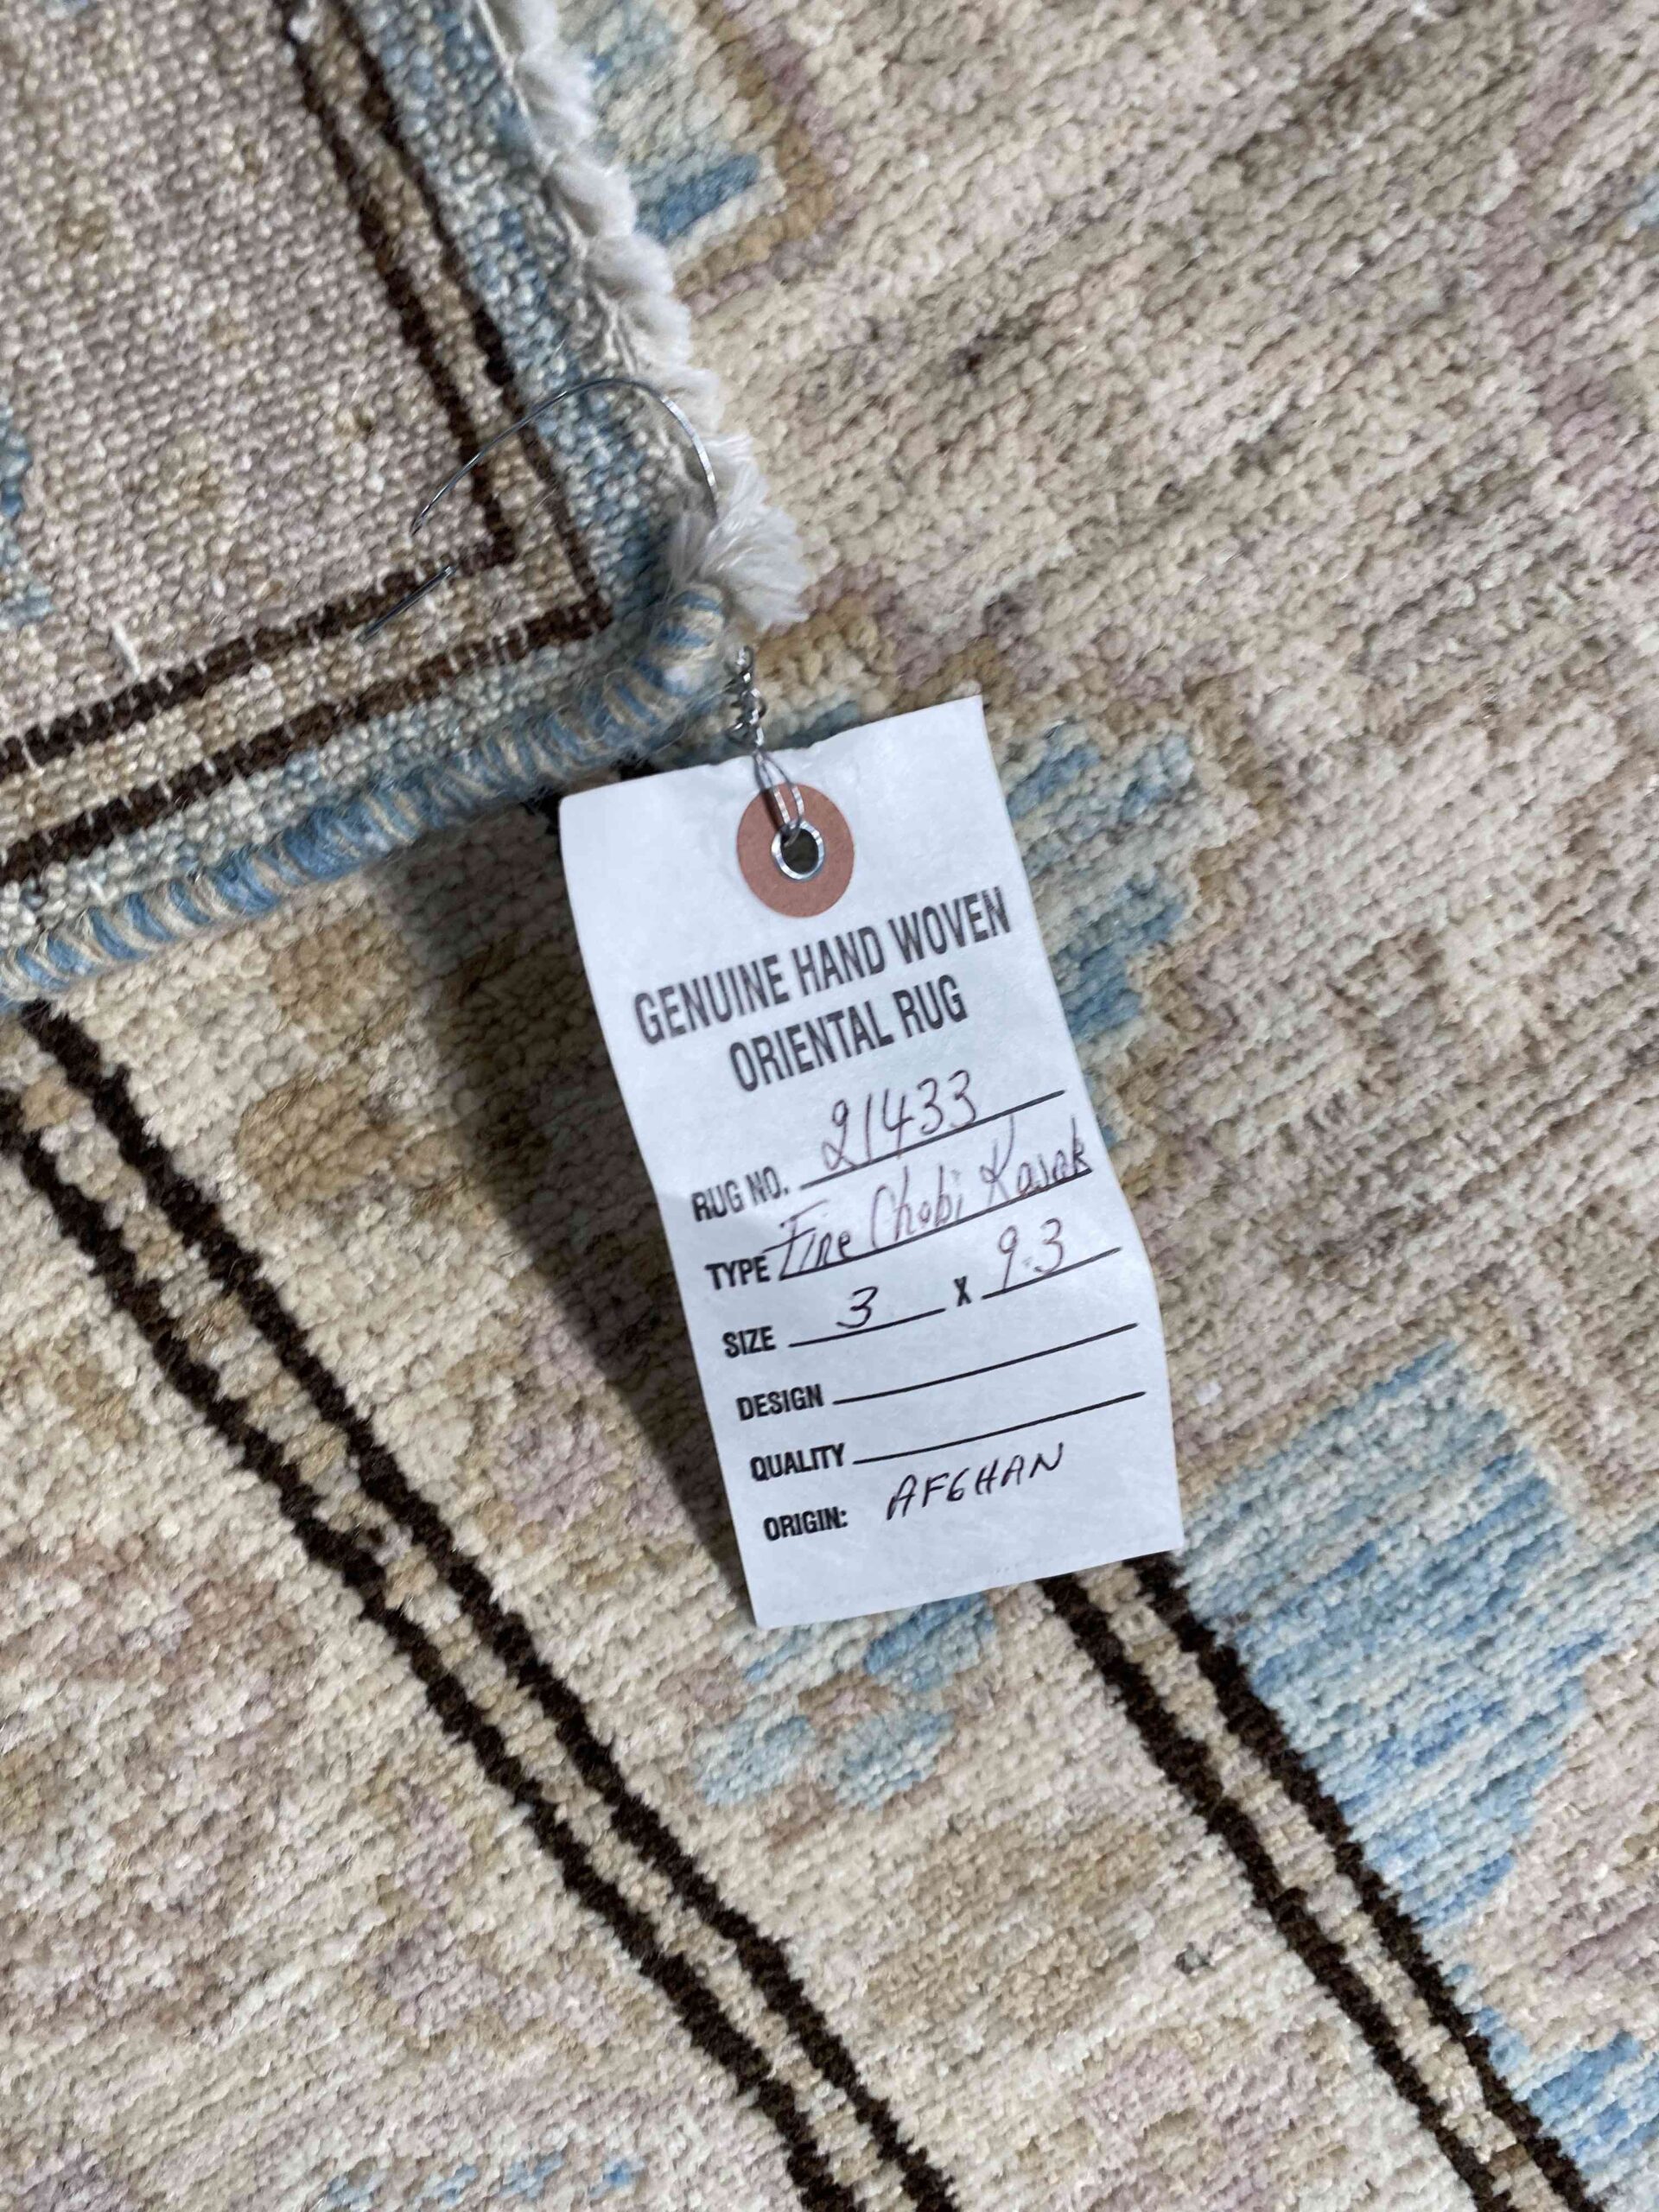 GENUINE HAND WOVEN
ORIENTAL RUG
RUG NO. 21433
TYPE Fine Chobi Kasak
SIZE 3 X 9.3
DESIGN
QUALITY
ORIGIN: AFGHAN